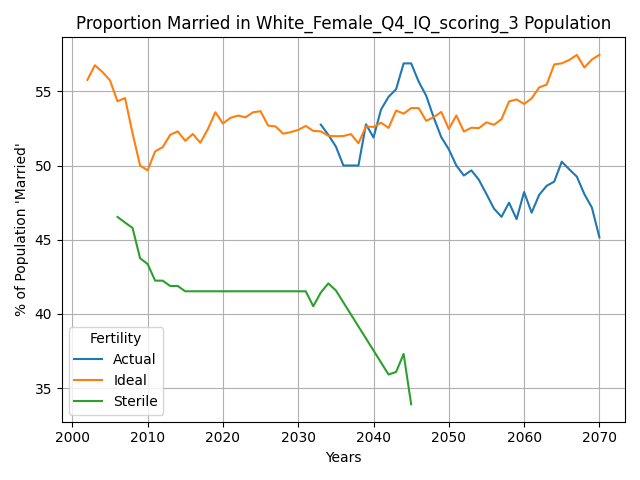 Proportion Married in White_Female_Q4_IQ_scoring_3 Population
% of Population 'Married'
55
50
45
40
35
Fertility
Actual
Ideal
Sterile
2000 2010 2020 2030 2040 2050 2060 2070
Years